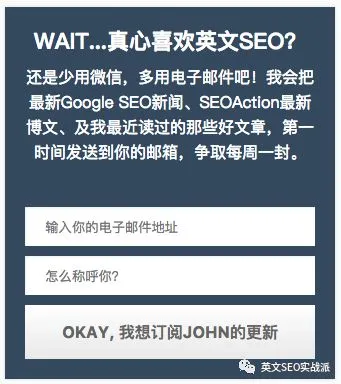 WAIT...真心喜欢英文SEO?
还是少用微信，多用电子邮件吧！我会把
最新Google SEO新闻、SEOAction最新
博文、及我最近读过的那些好文章，第一
时间发送到你的邮箱，争取每周一封。
输入你的电子邮件地址
怎么称呼你?
OKAY, 我想订阅JOHN的更新
英文SEO实战派